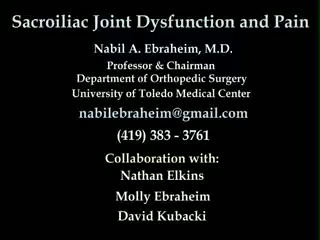 Sacroiliac Joint Dysfunction and Pain
Nabil A. Ebraheim, M.D.
Professor & Chairman
Department of Orthopedic Surgery
University of Toledo Medical Center
nabilebraheim@gmail.com
(419) 383 - 3761
Collaboration with:
Nathan Elkins
Molly Ebraheim
David Kubacki